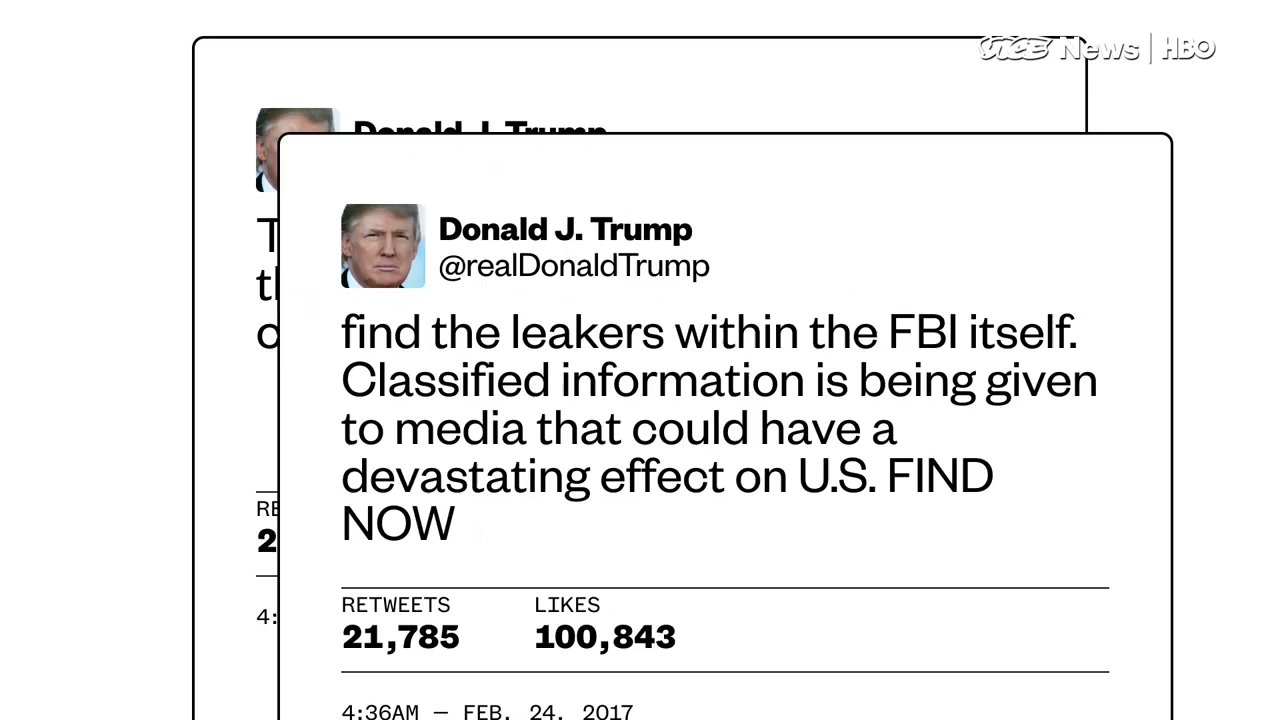 VICE News | HBO
Donald J. Trump
Donald J. Trump
@realDonaldTrump
find the leakers within the FBI itself.
Classified information is being given
to media that could have a
devastating effect on U.S. FIND
NOW
RETWEETS LIKES
21,785 100,843
4:36AM — FEB. 24, 2017